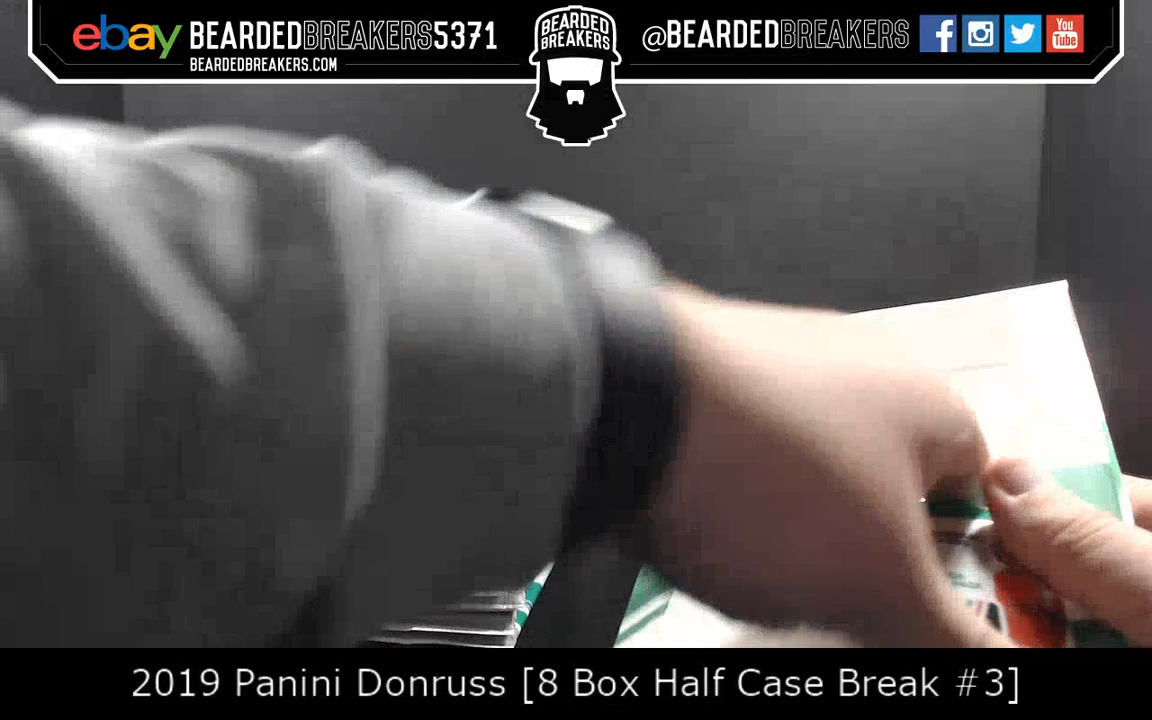 ebay BEARDEDBREAKERS5371
BEARDEDBREAKERS.COM
BEARDED
BREAKERS
@BEARDEDBREAKERS
You
Tube
2019 Panini Donruss [8 Box Half Case Break #3]